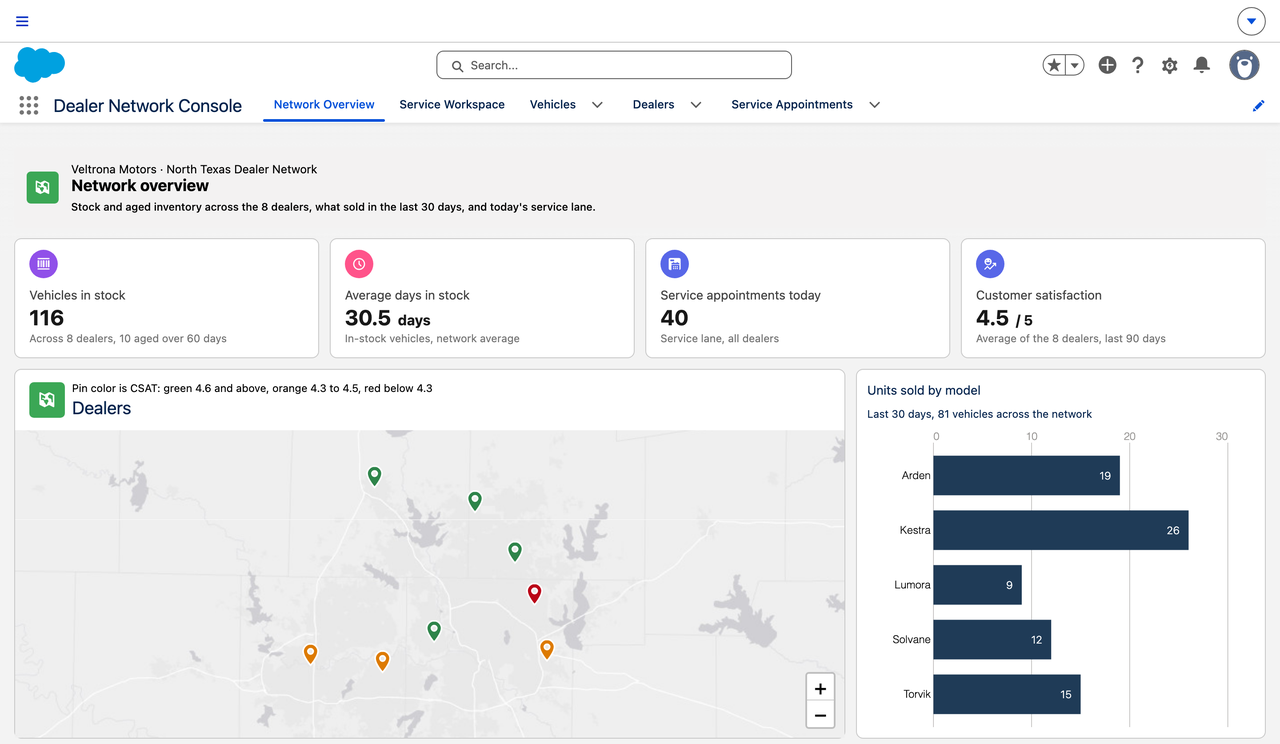 Search...
Dealer Network Console
Network Overview
Service Workspace
Vehicles
Dealers
Service Appointments
Veltrona Motors · North Texas Dealer Network
Network overview
Stock and aged inventory across the 8 dealers, what sold in the last 30 days, and today's service lane.
Vehicles in stock
116
Across 8 dealers, 10 aged over 60 days
Average days in stock
30.5 days
In-stock vehicles, network average
Service appointments today
40
Service lane, all dealers
Customer satisfaction
4.5 / 5
Average of the 8 dealers, last 90 days
Pin color is CSAT: green 4.6 and above, orange 4.3 to 4.5, red below 4.3
Dealers
+
−
Units sold by model
Last 30 days, 81 vehicles across the network
0 10 20 30
Arden 19
Kestra 26
Lumora 9
Solvane 12
Torvik 15